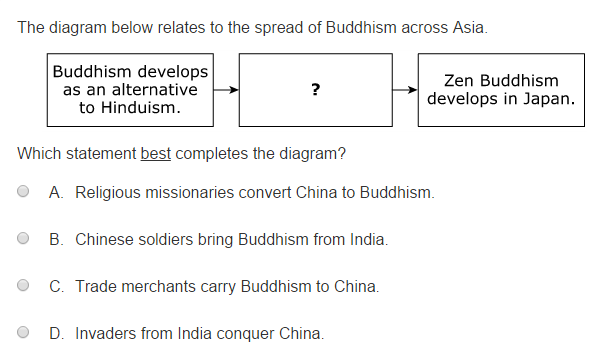 The diagram below relates to the spread of Buddhism across Asia.
Buddhism develops
as an alternative
to Hinduism.
?
Zen Buddhism
develops in Japan.
Which statement best completes the diagram?
A. Religious missionaries convert China to Buddhism.
B. Chinese soldiers bring Buddhism from India.
C. Trade merchants carry Buddhism to China.
D. Invaders from India conquer China.